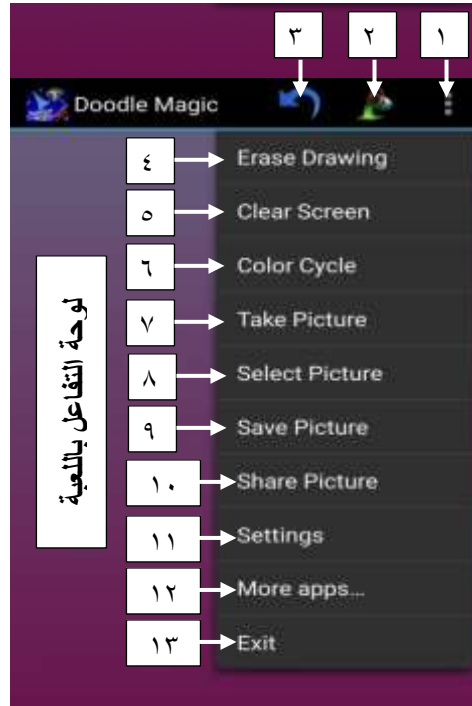 ٣ ٢ ١
Doodle Magic
٤ Erase Drawing
٥ Clear Screen
٦ Color Cycle
٧ Take Picture
٨ Select Picture
٩ Save Picture
١٠ Share Picture
١١ Settings
١٢ More apps...
١٣ Exit
لوحة التفاعل باللعبة